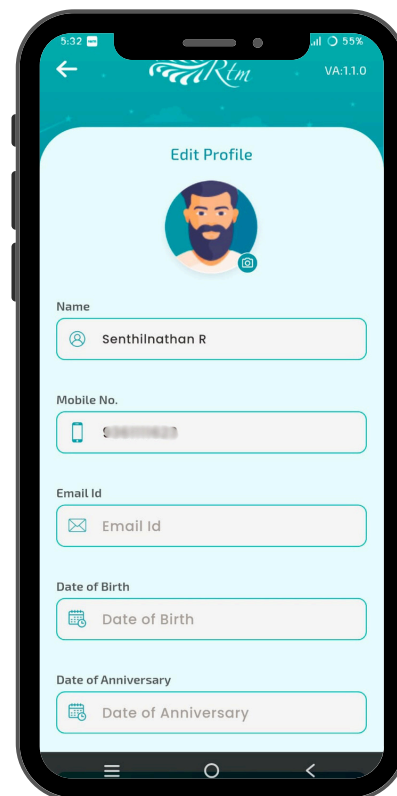 5:32
55%
Rtm
VA:1.1.0
Edit Profile
Name
Senthilnathan R
Mobile No.
Email Id
Email Id
Date of Birth
Date of Birth
Date of Anniversary
Date of Anniversary